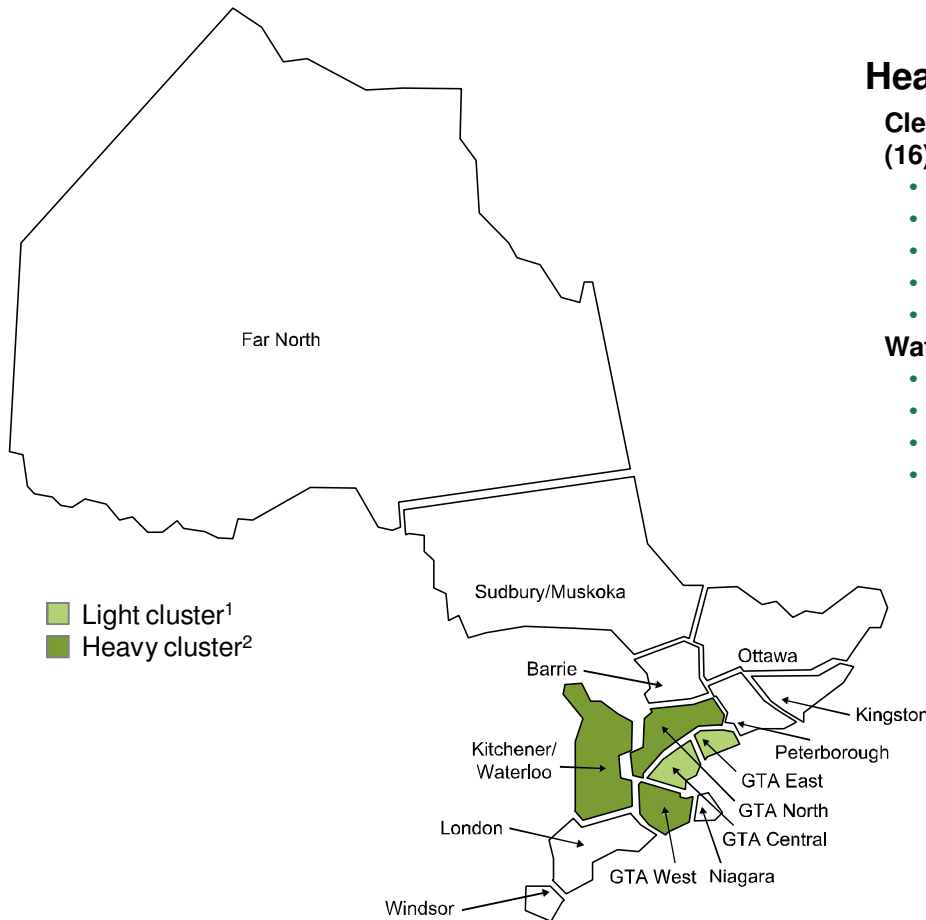 Hea
Cle
(16)
•
•
•
•
•
Wat
•
•
•
•
Far North
Sudbury/Muskoka
Light cluster¹
Heavy cluster²
Ottawa
Barrie
Kingston
Peterborough
Kitchener/
Waterloo
GTA East
GTA North
London
GTA Central
GTA West
Niagara
Windsor